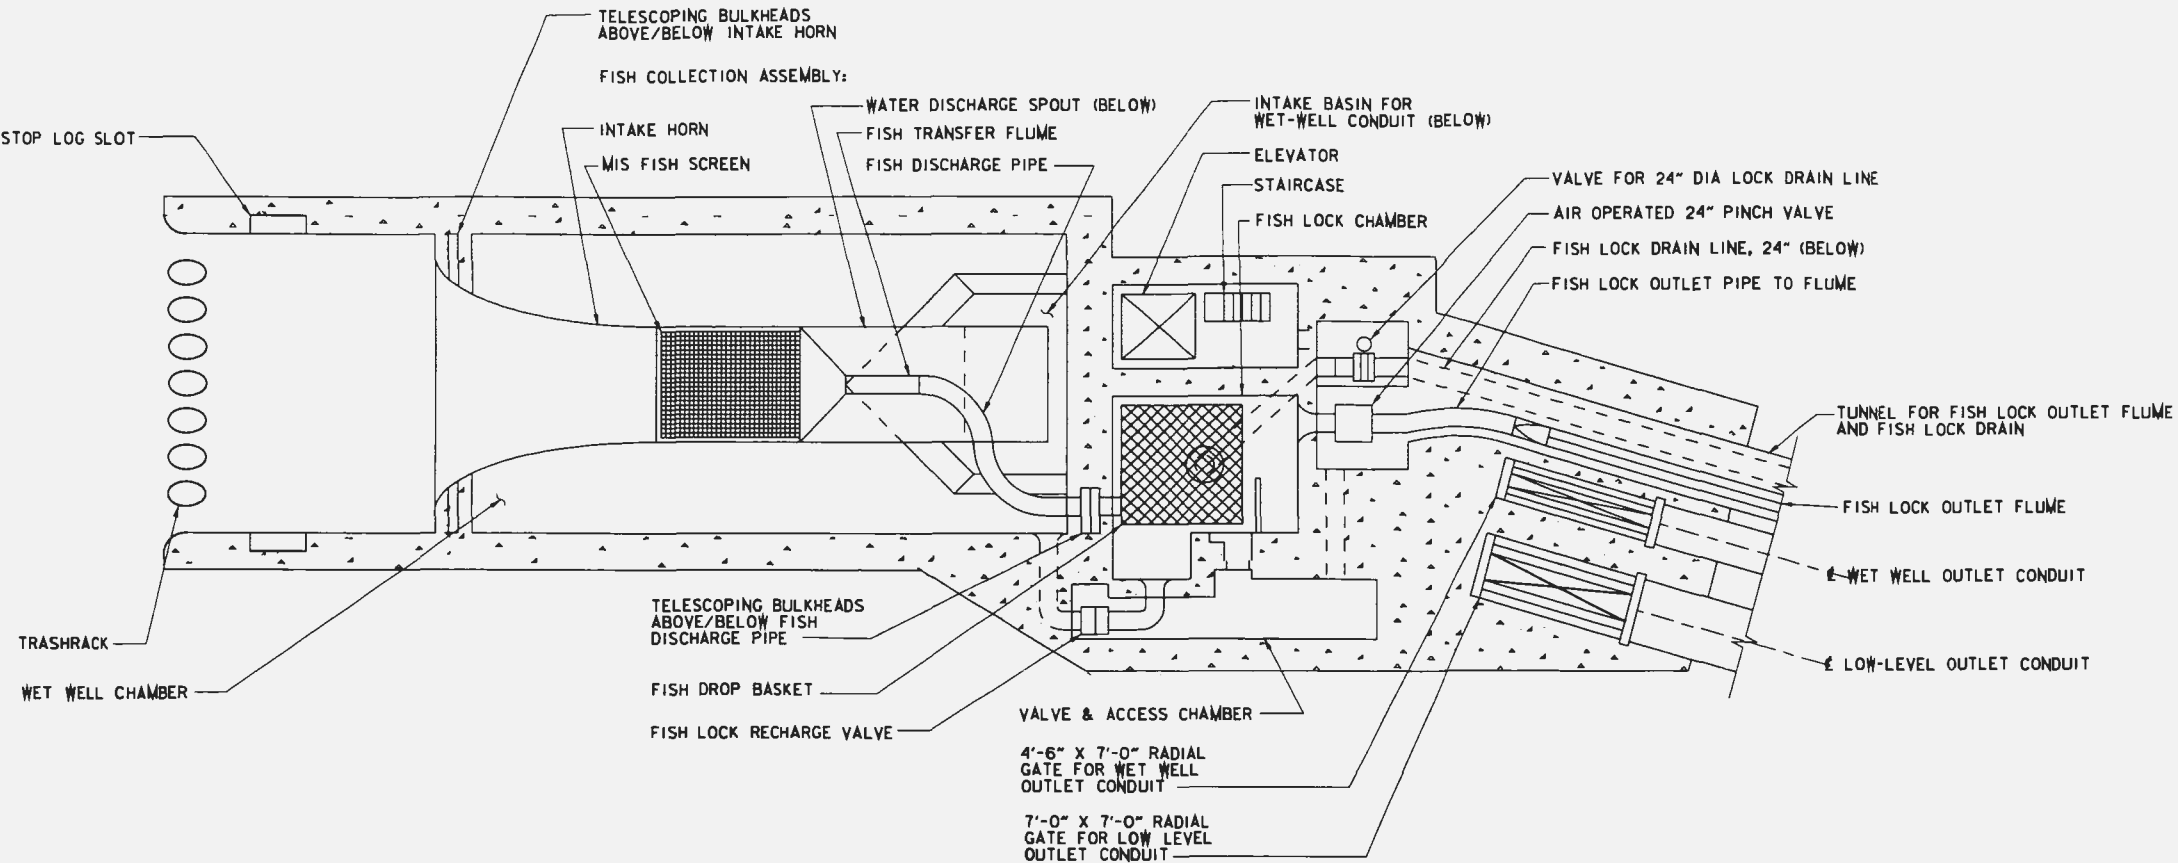 TELESCOPING BULKHEADS
ABOVE/BELOW INTAKE HORN
FISH COLLECTION ASSEMBLY:
WATER DISCHARGE SPOUT (BELOW)
INTAKE HORN
FISH TRANSFER FLUME
MIS FISH SCREEN
FISH DISCHARGE PIPE
STOP LOG SLOT
INTAKE BASIN FOR
WET-WELL CONDUIT (BELOW)
ELEVATOR
STAIRCASE
FISH LOCK CHAMBER
VALVE FOR 24" DIA LOCK DRAIN LINE
AIR OPERATED 24" PINCH VALVE
FISH LOCK DRAIN LINE, 24" (BELOW)
FISH LOCK OUTLET PIPE TO FLUME
TUNNEL FOR FISH LOCK OUTLET FLUME
AND FISH LOCK DRAIN
FISH LOCK OUTLET FLUME
℄ WET WELL OUTLET CONDUIT
℄ LOW-LEVEL OUTLET CONDUIT
TRASHRACK
WET WELL CHAMBER
TELESCOPING BULKHEADS
ABOVE/BELOW FISH
DISCHARGE PIPE
FISH DROP BASKET
FISH LOCK RECHARGE VALVE
VALVE & ACCESS CHAMBER
4'-6" X 7'-0" RADIAL
GATE FOR WET WELL
OUTLET CONDUIT
7'-0" X 7'-0" RADIAL
GATE FOR LOW LEVEL
OUTLET CONDUIT